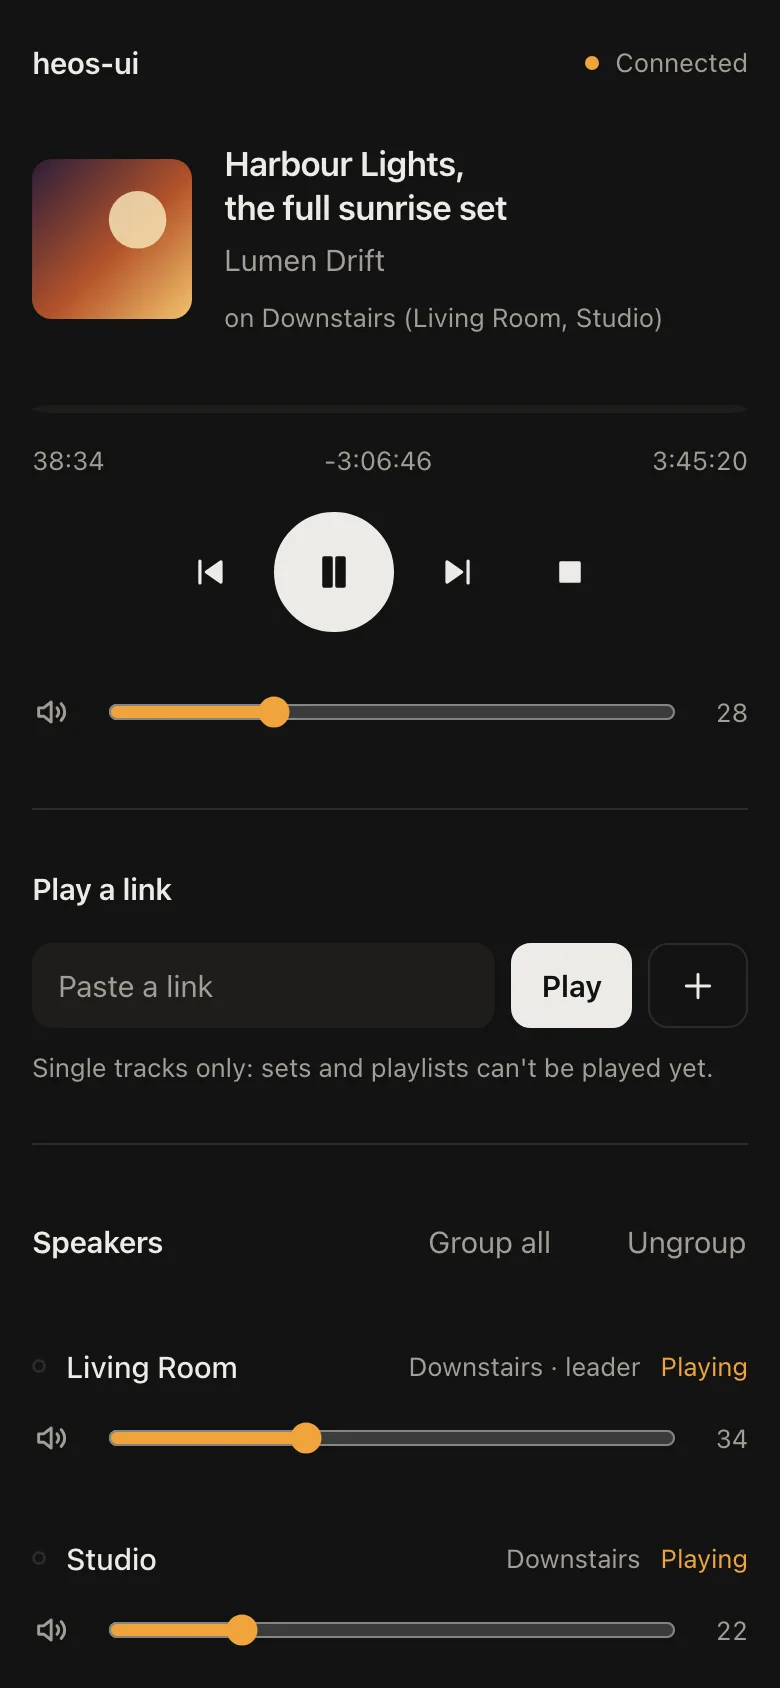 heos-ui
Connected
Harbour Lights,
the full sunrise set
Lumen Drift
on Downstairs (Living Room, Studio)
38:34 -3:06:46 3:45:20
28
Play a link
Paste a link Play
Single tracks only: sets and playlists can't be played yet.
Speakers Group all Ungroup
Living Room Downstairs · leader Playing
34
Studio Downstairs Playing
22